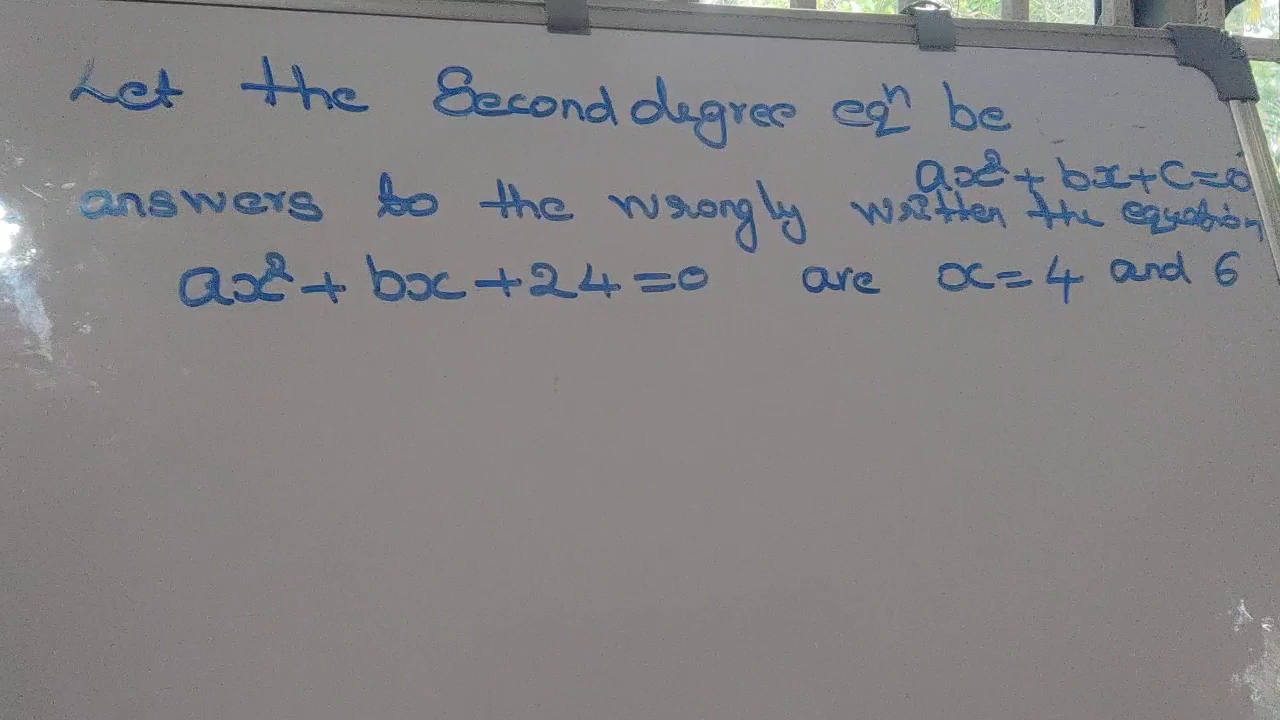 Let the Second degree eqⁿ be
ax² + bx + c = 0
answers to the wrongly written the equation
ax² + bx + 24 = 0 are x = 4 and 6